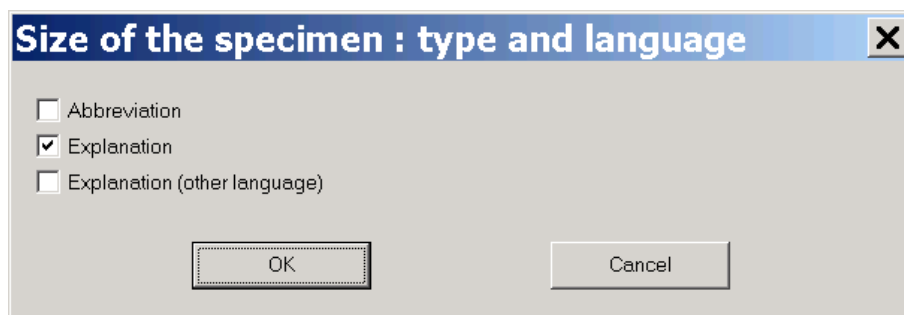 Size of the specimen : type and language
Abbreviation
Explanation
Explanation (other language)
OK
Cancel